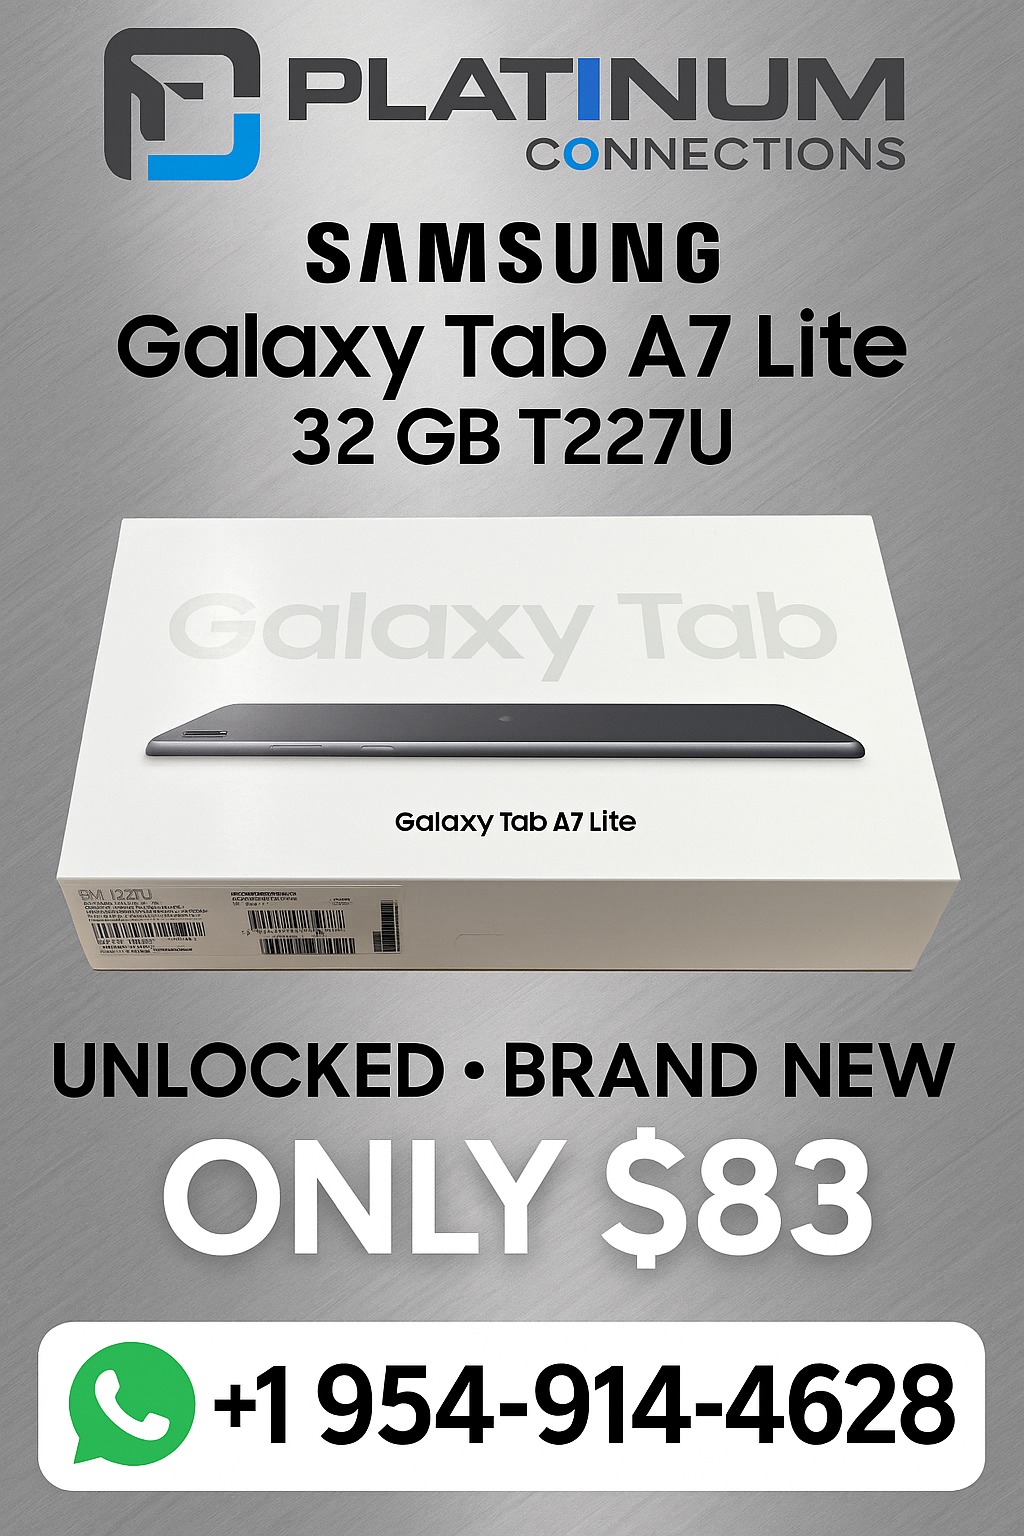 PLATINUM
CONNECTIONS
SAMSUNG
Galaxy Tab A7 Lite
32 GB T227U
Galaxy Tab
Galaxy Tab A7 Lite
UNLOCKED • BRAND NEW
ONLY $83
+1 954-914-4628